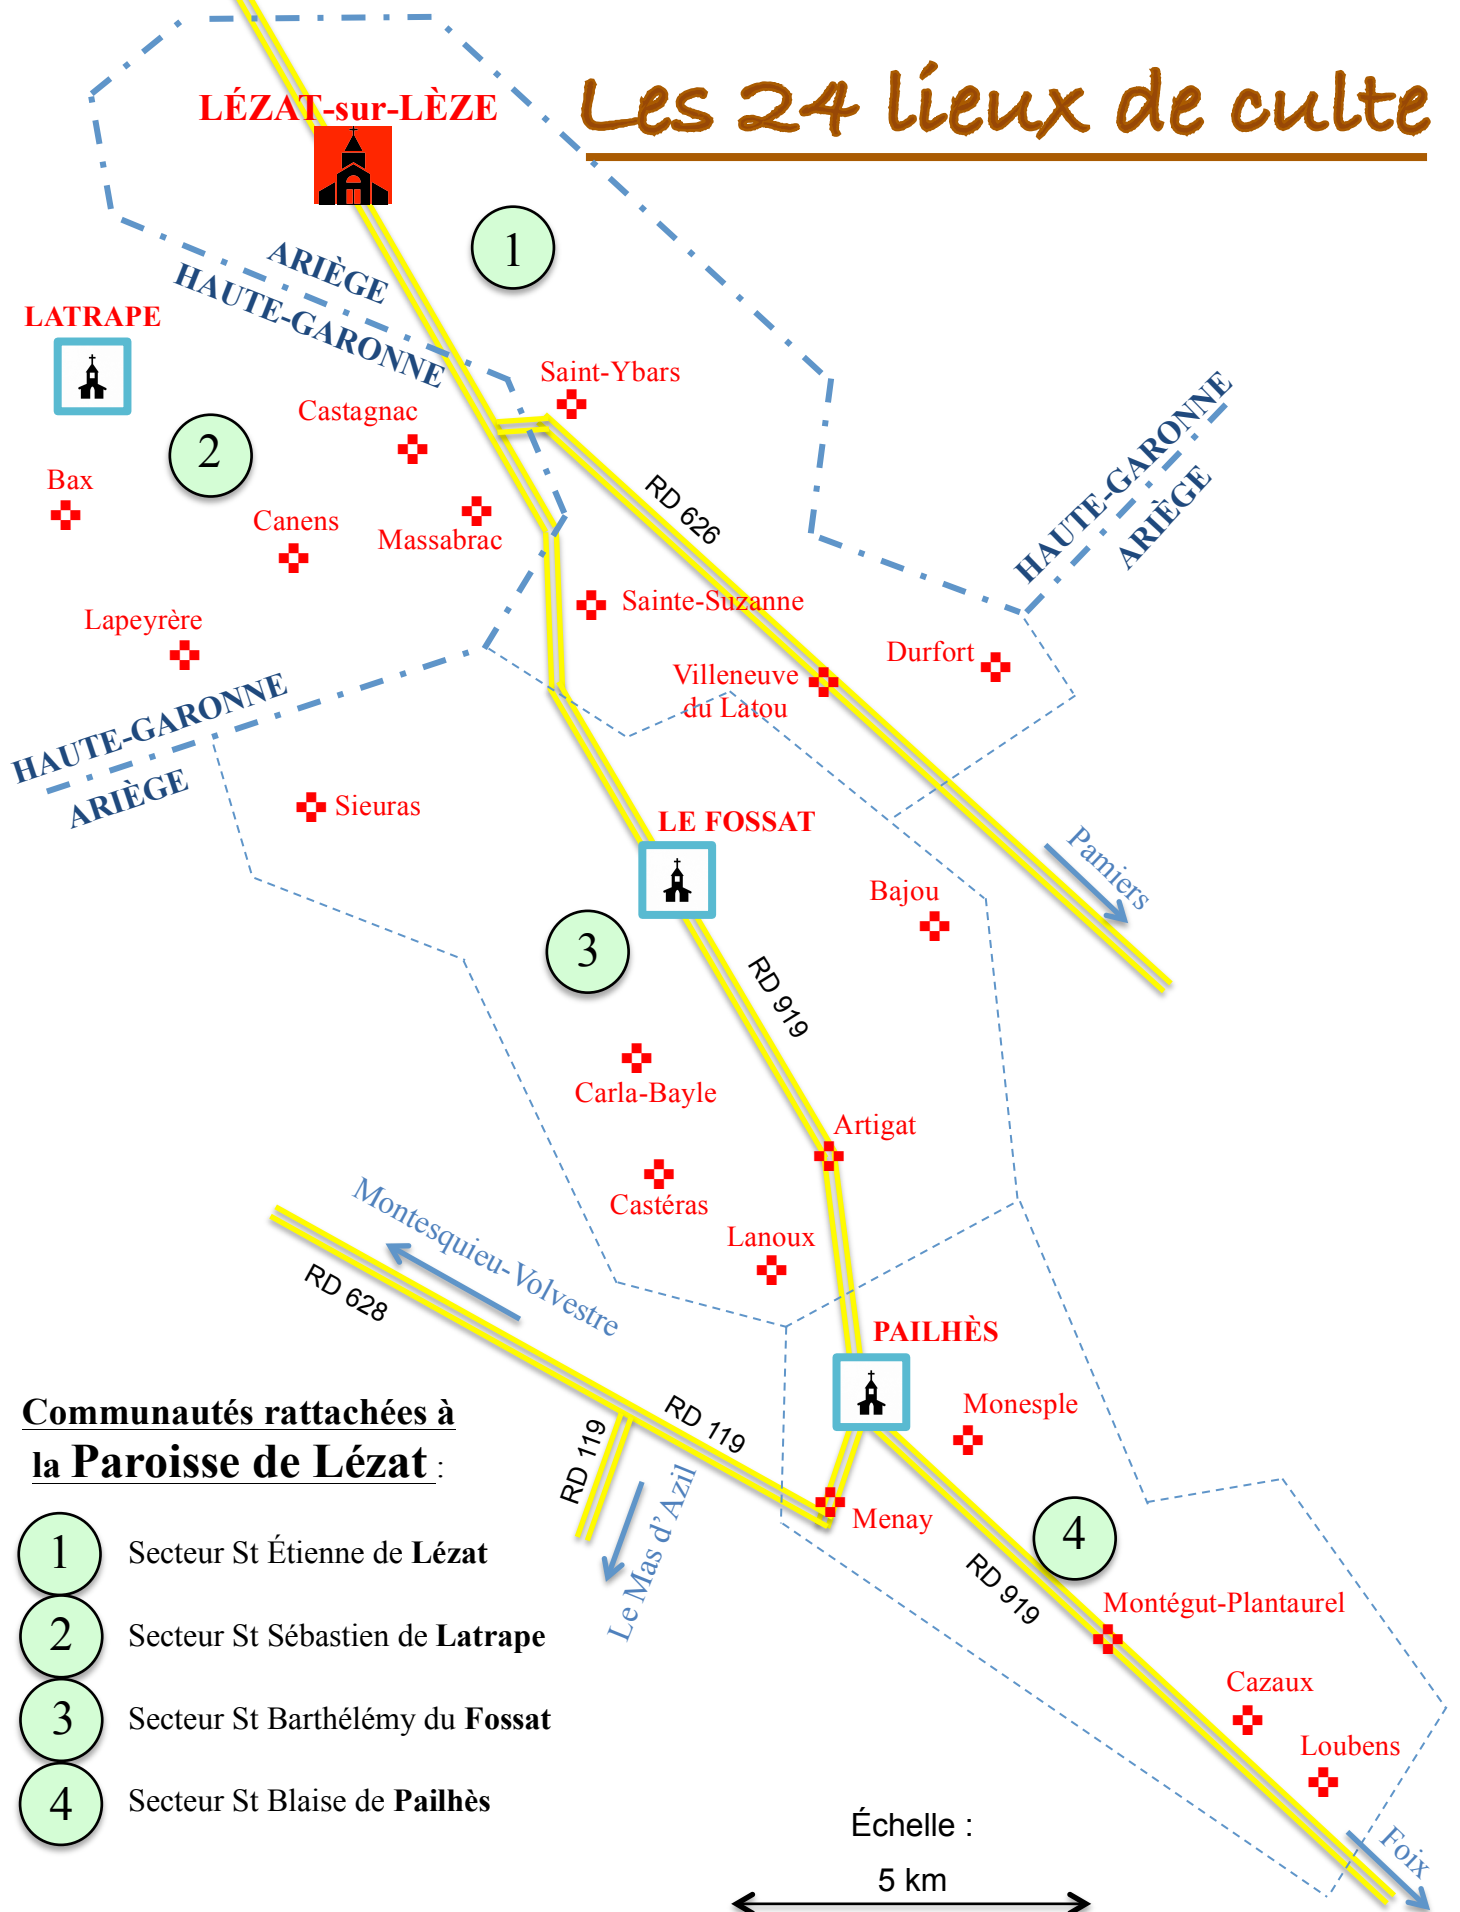 Les 24 lieux de culte
LÉZAT-sur-LÈZE
1
ARIÈGE
HAUTE-GARONNE
LATRAPE
Saint-Ybars
Castagnac
2
Bax
Canens
Massabrac
RD 626
HAUTE-GARONNE
ARIÈGE
Sainte-Suzanne
Lapeyrère
Durfort
Villeneuve
du Latou
HAUTE-GARONNE
ARIÈGE
Sieuras
LE FOSSAT
Pamiers
Bajou
3
RD 919
Carla-Bayle
Artigat
Castéras
Lanoux
Montesquieu-Volvestre
RD 628
PAILHÈS
Monesple
RD 119
RD 119
Le Mas d'Azil
Menay
4
RD 919
Montégut-Plantaurel
Cazaux
Loubens
Foix
Communautés rattachées à
la Paroisse de Lézat :
1 Secteur St Étienne de Lézat
2 Secteur St Sébastien de Latrape
3 Secteur St Barthélémy du Fossat
4 Secteur St Blaise de Pailhès
Échelle :
5 km